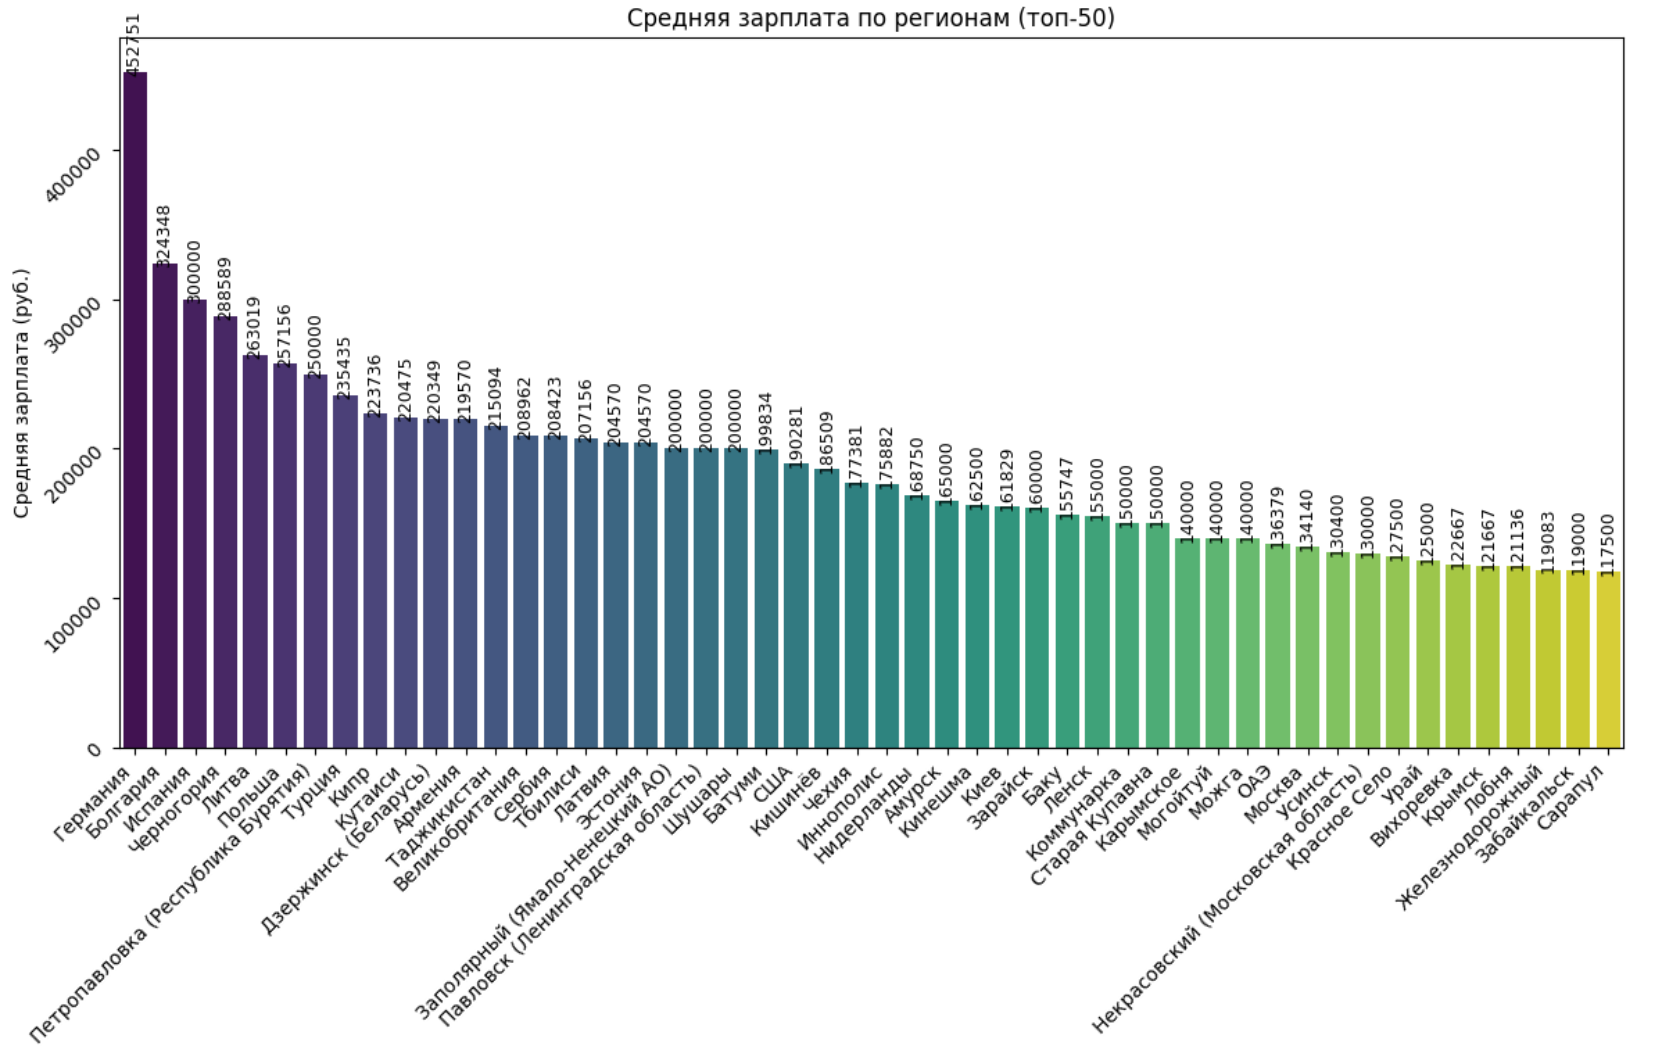 Средняя зарплата по регионам (топ-50)
Средняя зарплата (руб.)
400000
300000
200000
100000
0
452751
324348
300000
288589
263019
257156
250000
235435
223736
220475
220349
219570
215094
208962
208423
207156
204570
204570
200000
200000
200000
199834
190281
186509
177381
175882
168750
165000
162500
161829
160000
155747
155000
150000
150000
140000
140000
140000
136379
134140
130400
130000
127500
125000
122667
121667
121136
119083
119000
117500
Германия
Болгария
Испания
Черногория
Литва
Польша
Петропавловка (Республика Бурятия)
Турция
Кипр
Кутаиси
Дзержинск (Беларусь)
Армения
Таджикистан
Великобритания
Сербия
Тбилиси
Латвия
Эстония
Заполярный (Ямало-Ненецкий АО)
Павловск (Ленинградская область)
Шушары
Батуми
США
Кишинёв
Чехия
Иннополис
Нидерланды
Амурск
Кинешма
Киев
Зарайск
Баку
Ленск
Коммунарка
Старая Купавна
Карымское
Могойтуй
Можга
ОАЭ
Москва
Усинск
Некрасовский (Московская область)
Красное Село
Урай
Вихоревка
Крымск
Лобня
Железнодорожный
Забайкальск
Сарапул